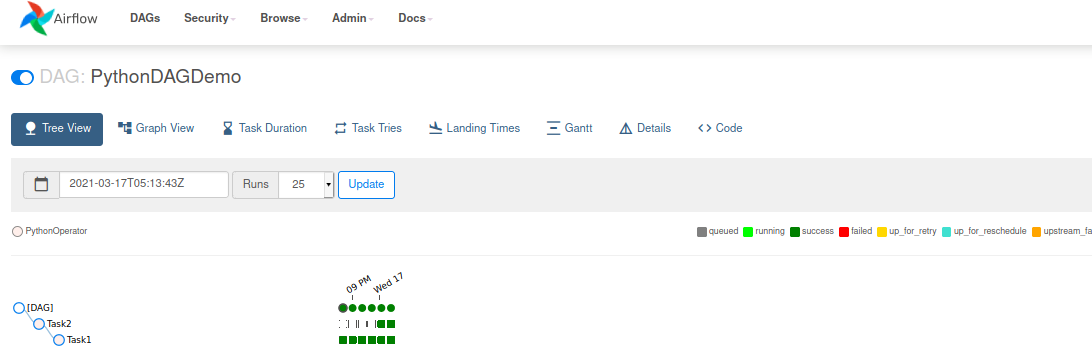 Airflow DAGs Security Browse Admin Docs
DAG: PythonDAGDemo
Tree View Graph View Task Duration Task Tries Landing Times Gantt Details <> Code
2021-03-17T05:13:43Z Runs 25 Update
PythonOperator queued running success failed up_for_retry up_for_reschedule upstream_fa
09 PM Wed 17
[DAG]
Task2
Task1